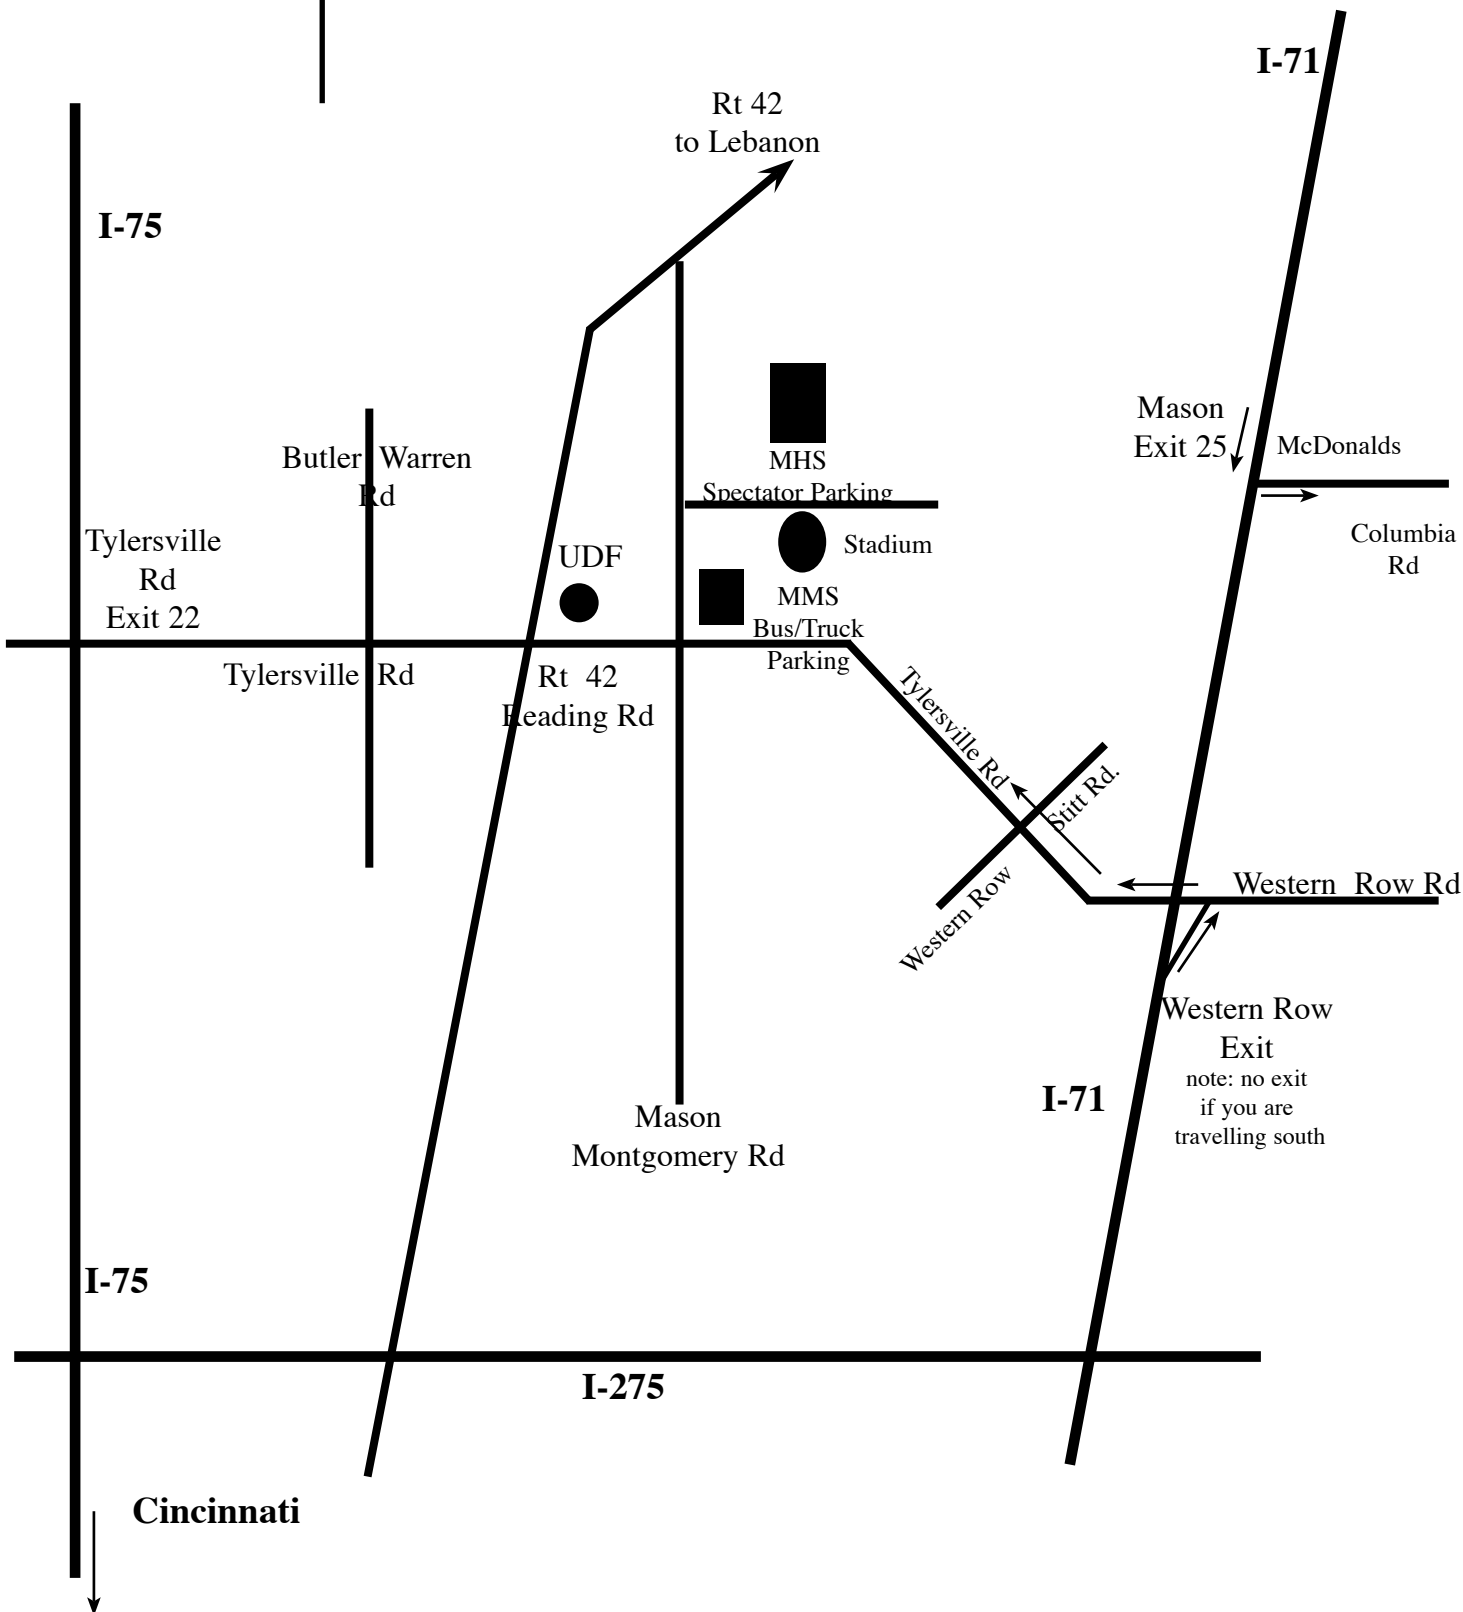 I-71
Rt 42
to Lebanon
I-75
Mason
Exit 25
McDonalds
Butler Warren
Rd
MHS
Spectator Parking
Tylersville
Rd
Exit 22
UDF
Stadium
Columbia
Rd
MMS
Bus/Truck
Parking
Tylersville Rd
Rt 42
Reading Rd
Tylersville Rd
Stitt Rd.
Western Row
Western Row Rd
Western Row
Exit
note: no exit
if you are
travelling south
I-71
Mason
Montgomery Rd
I-75
I-275
Cincinnati